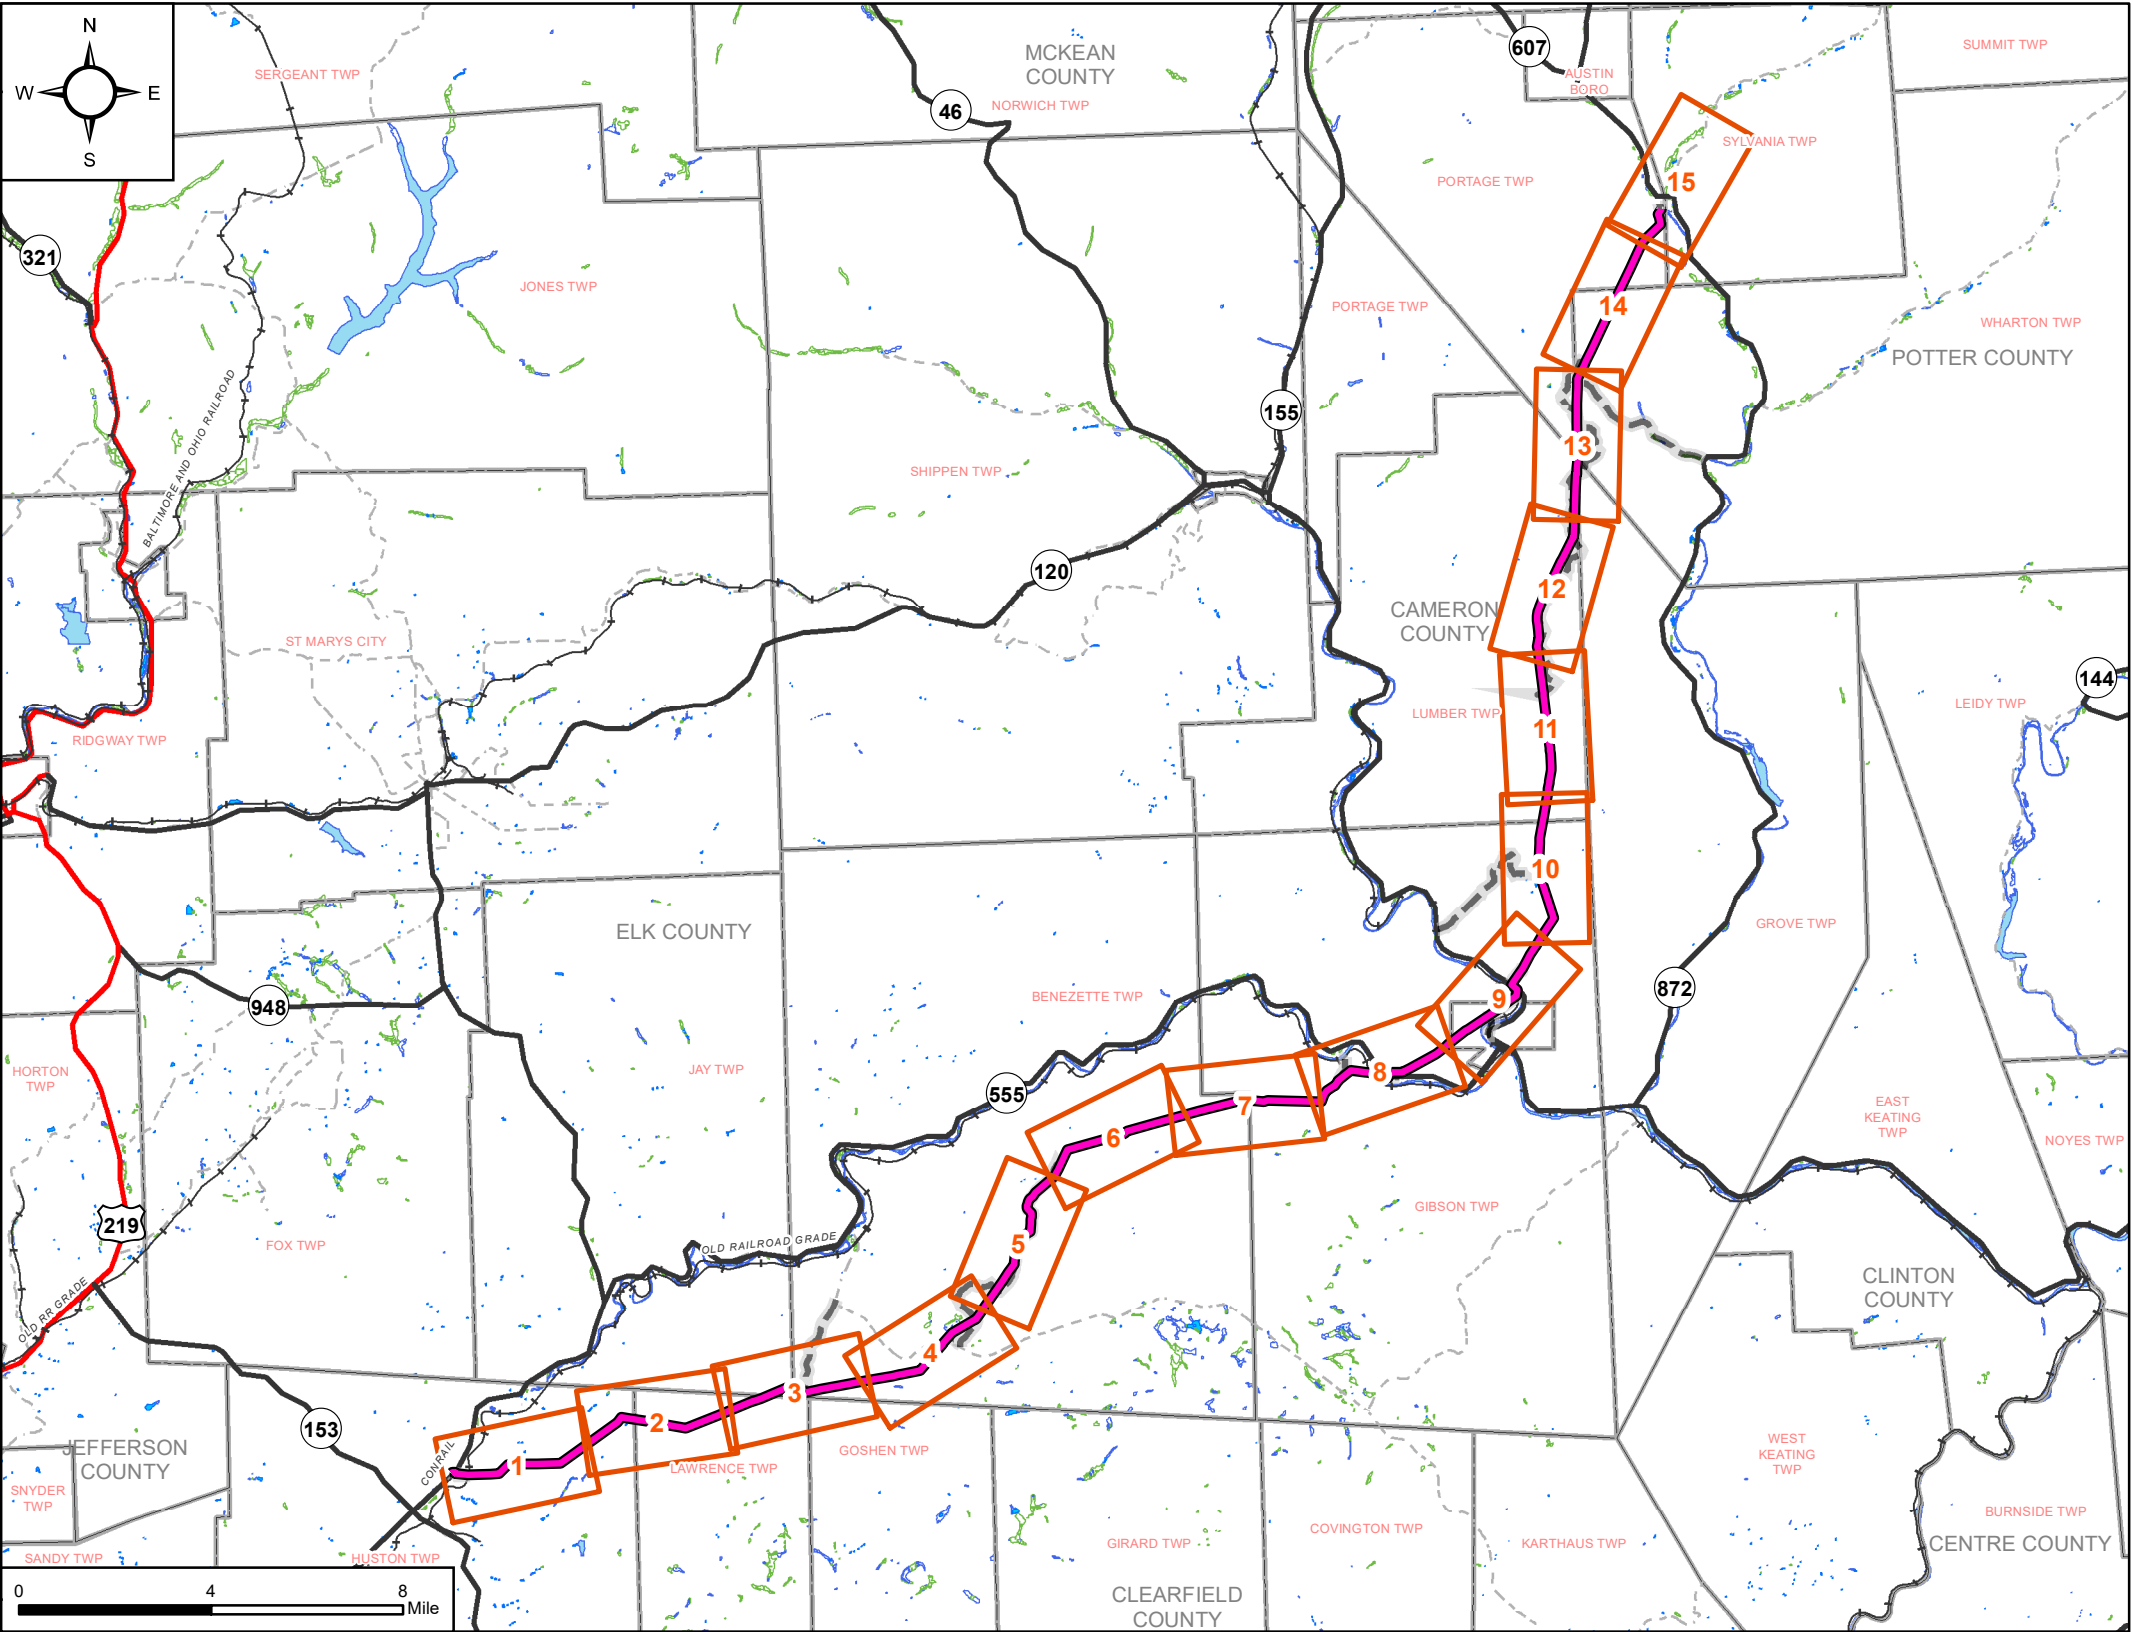 N
W
E
S
SERGEANT TWP
MCKEAN
COUNTY
NORWICH TWP
46
607
AUSTIN
BORO
SUMMIT TWP
SYLVANIA TWP
PORTAGE TWP
15
321
JONES TWP
PORTAGE TWP
14
WHARTON TWP
POTTER COUNTY
BALTIMORE AND OHIO RAILROAD
155
13
SHIPPEN TWP
120
12
CAMERON
COUNTY
ST MARYS CITY
144
LEIDY TWP
LUMBER TWP
11
RIDGWAY TWP
10
GROVE TWP
ELK COUNTY
BENEZETTE TWP
9
872
948
HORTON
TWP
JAY TWP
555
8
7
6
EAST
KEATING
TWP
NOYES TWP
219
FOX TWP
OLD RAILROAD GRADE
5
GIBSON TWP
CLINTON
COUNTY
OLD RR GRADE
4
3
2
1
153
JEFFERSON
COUNTY
CONRAIL
GOSHEN TWP
LAWRENCE TWP
WEST
KEATING
TWP
SNYDER
TWP
BURNSIDE TWP
CENTRE COUNTY
SANDY TWP
HUSTON TWP
GIRARD TWP
COVINGTON TWP
KARTHAUS TWP
CLEARFIELD
COUNTY
0 4 8
Mile